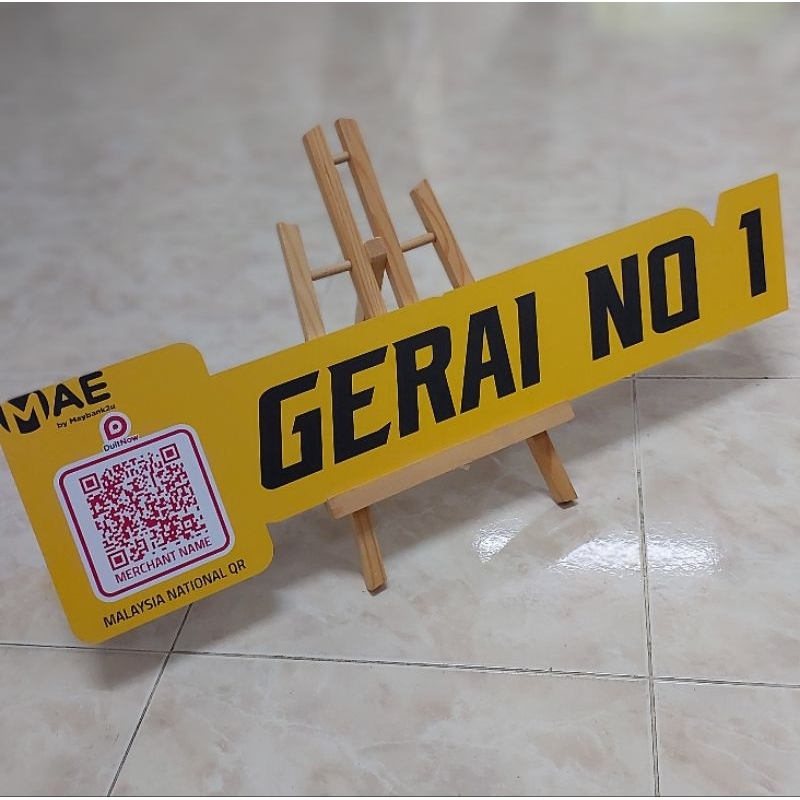 MAE
by Maybank2u
DuitNow
MERCHANT NAME
MALAYSIA NATIONAL QR
GERAI NO 1